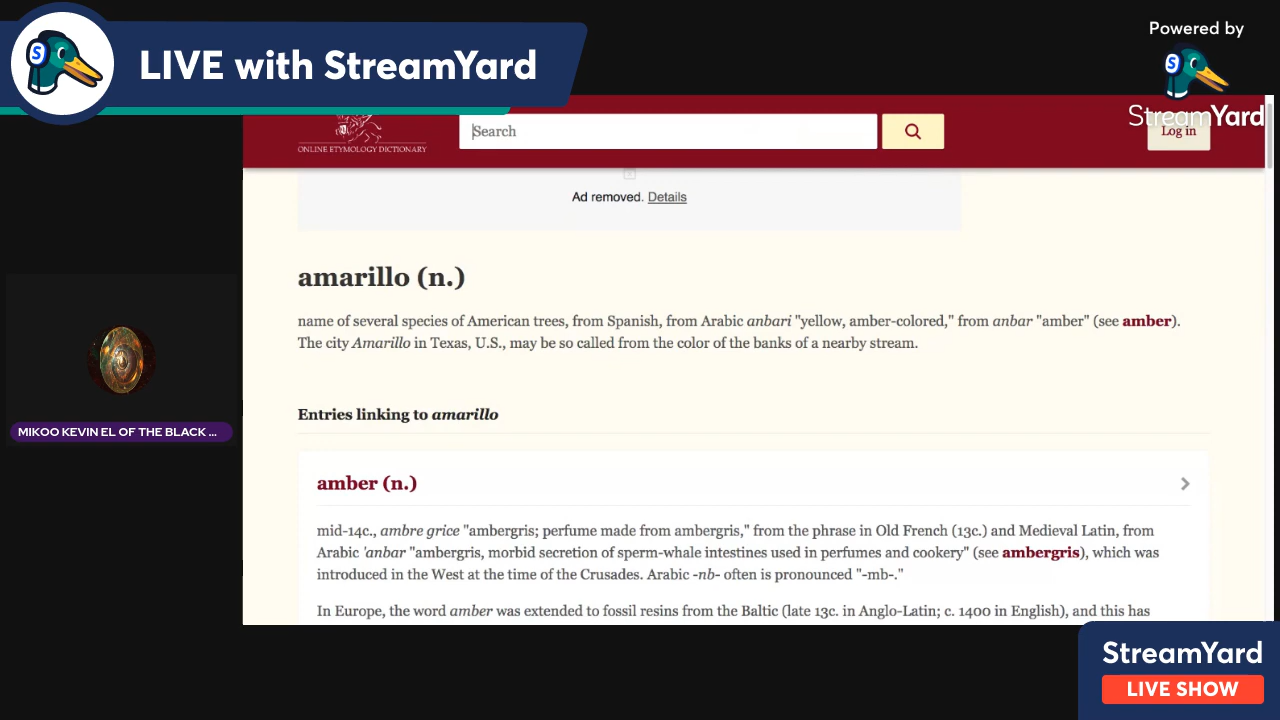 LIVE with StreamYard
Powered by
StreamYard
ONLINE ETYMOLOGY DICTIONARY
Search
Log in
Ad removed. Details
amarillo (n.)
name of several species of American trees, from Spanish, from Arabic anbari "yellow, amber-colored," from anbar "amber" (see amber).
The city Amarillo in Texas, U.S., may be so called from the color of the banks of a nearby stream.
Entries linking to amarillo
MIKOO KEVIN EL OF THE BLACK ...
amber (n.)
mid-14c., ambre grice "ambergris; perfume made from ambergris," from the phrase in Old French (13c.) and Medieval Latin, from
Arabic 'anbar "ambergris, morbid secretion of sperm-whale intestines used in perfumes and cookery" (see ambergris), which was
introduced in the West at the time of the Crusades. Arabic -nb- often is pronounced "-mb-."
In Europe, the word amber was extended to fossil resins from the Baltic (late 13c. in Anglo-Latin; c. 1400 in English), and this has
StreamYard
LIVE SHOW